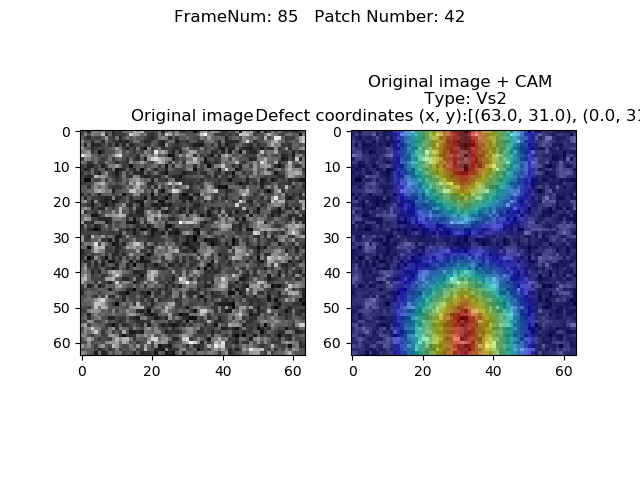 FrameNum: 85   Patch Number: 42
Original image + CAM
Type: Vs2
Original image
Defect coordinates (x, y):[(63.0, 31.0), (0.0, 31
0
10
20
30
40
50
60
0 20 40 60
0
10
20
30
40
50
60
0 20 40 60